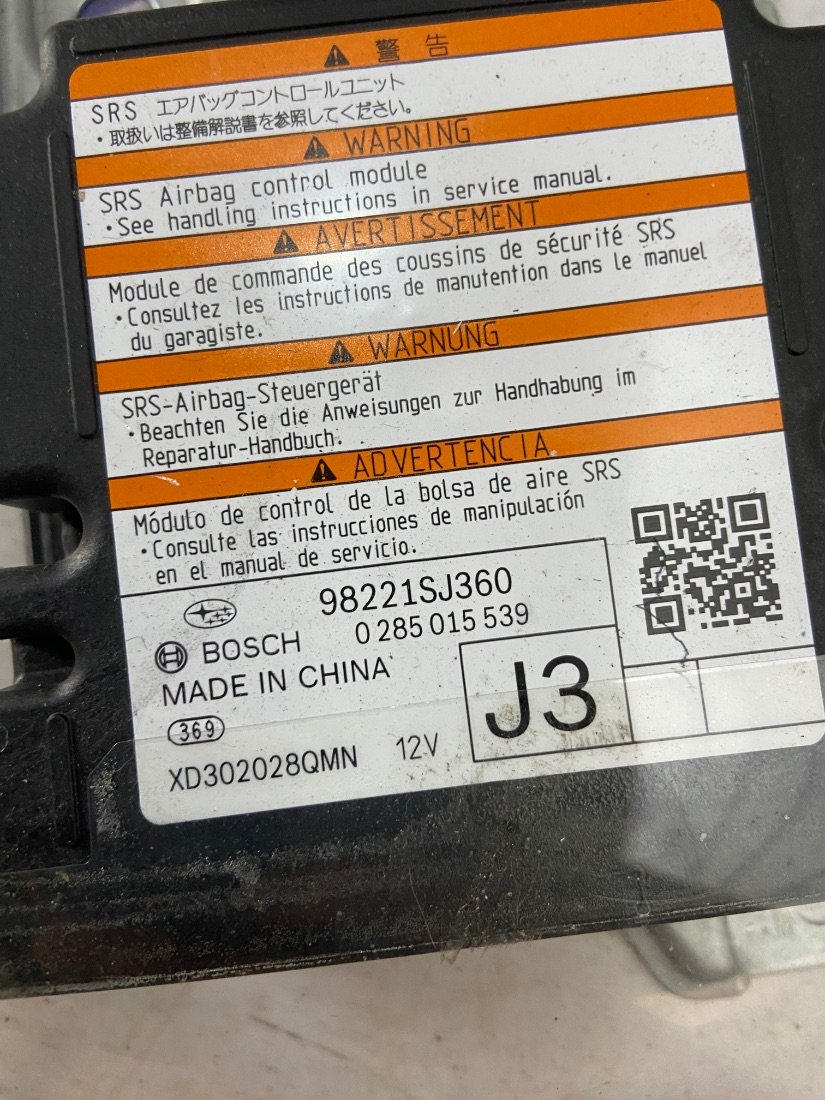 警告
SRS エアバッグコントロールユニット
・取扱いは整備解説書を参照してください。
WARNING
SRS Airbag control module
・See handling instructions in service manual.
AVERTISSEMENT
Module de commande des coussins de sécurité SRS
・Consultez les instructions de manutention dans le manuel
du garagiste.
WARNUNG
SRS-Airbag-Steuergerät
・Beachten Sie die Anweisungen zur Handhabung im
Reparatur-Handbuch.
ADVERTENCIA
Módulo de control de la bolsa de aire SRS
・Consulte las instrucciones de manipulación
en el manual de servicio.
98221SJ360
BOSCH 0 285 015 539
MADE IN CHINA
J3
369
XD302028QMN 12V